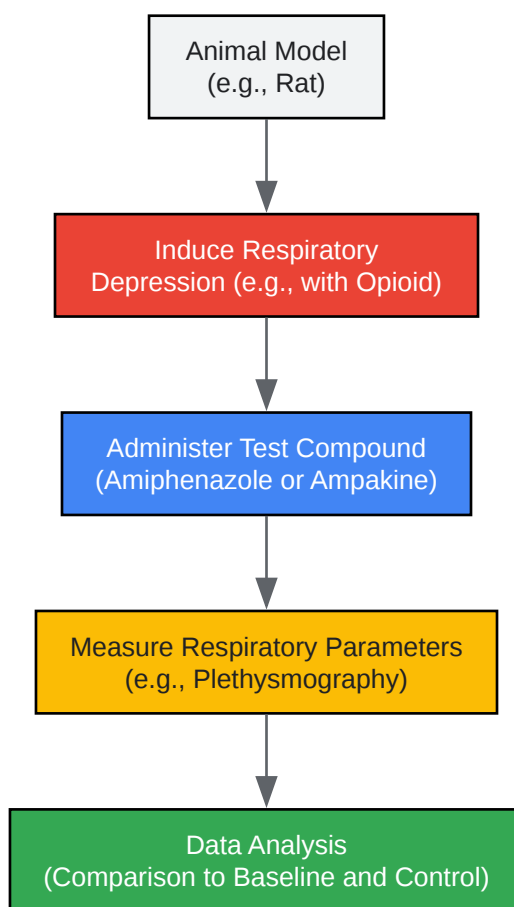 Animal Model
(e.g., Rat)
Induce Respiratory
Depression (e.g., with Opioid)
Administer Test Compound
(Amiphenazole or Ampakine)
Measure Respiratory Parameters
(e.g., Plethysmography)
Data Analysis
(Comparison to Baseline and Control)